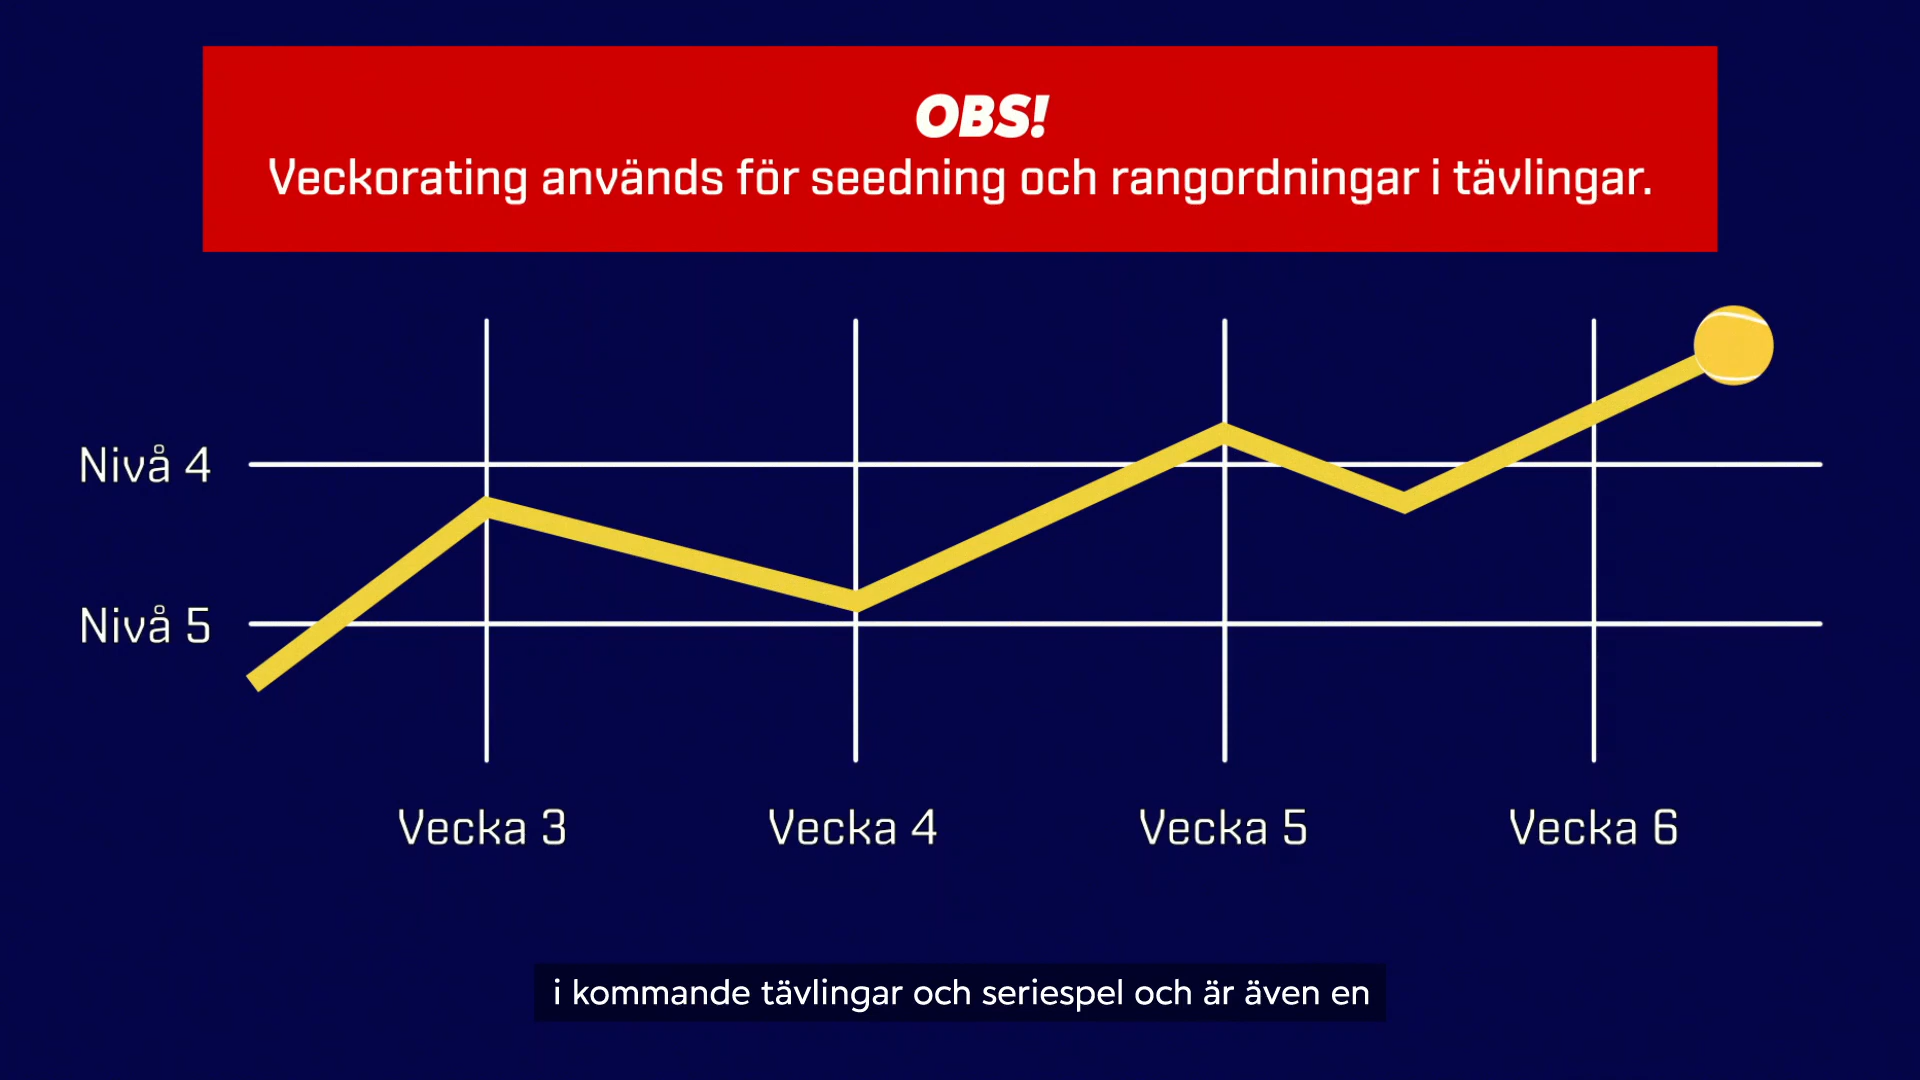 OBS!
Veckorating används för seedning och rangordningar i tävlingar.
Nivå 4
Nivå 5
Vecka 3
Vecka 4
Vecka 5
Vecka 6
i kommande tävlingar och seriespel och är även en